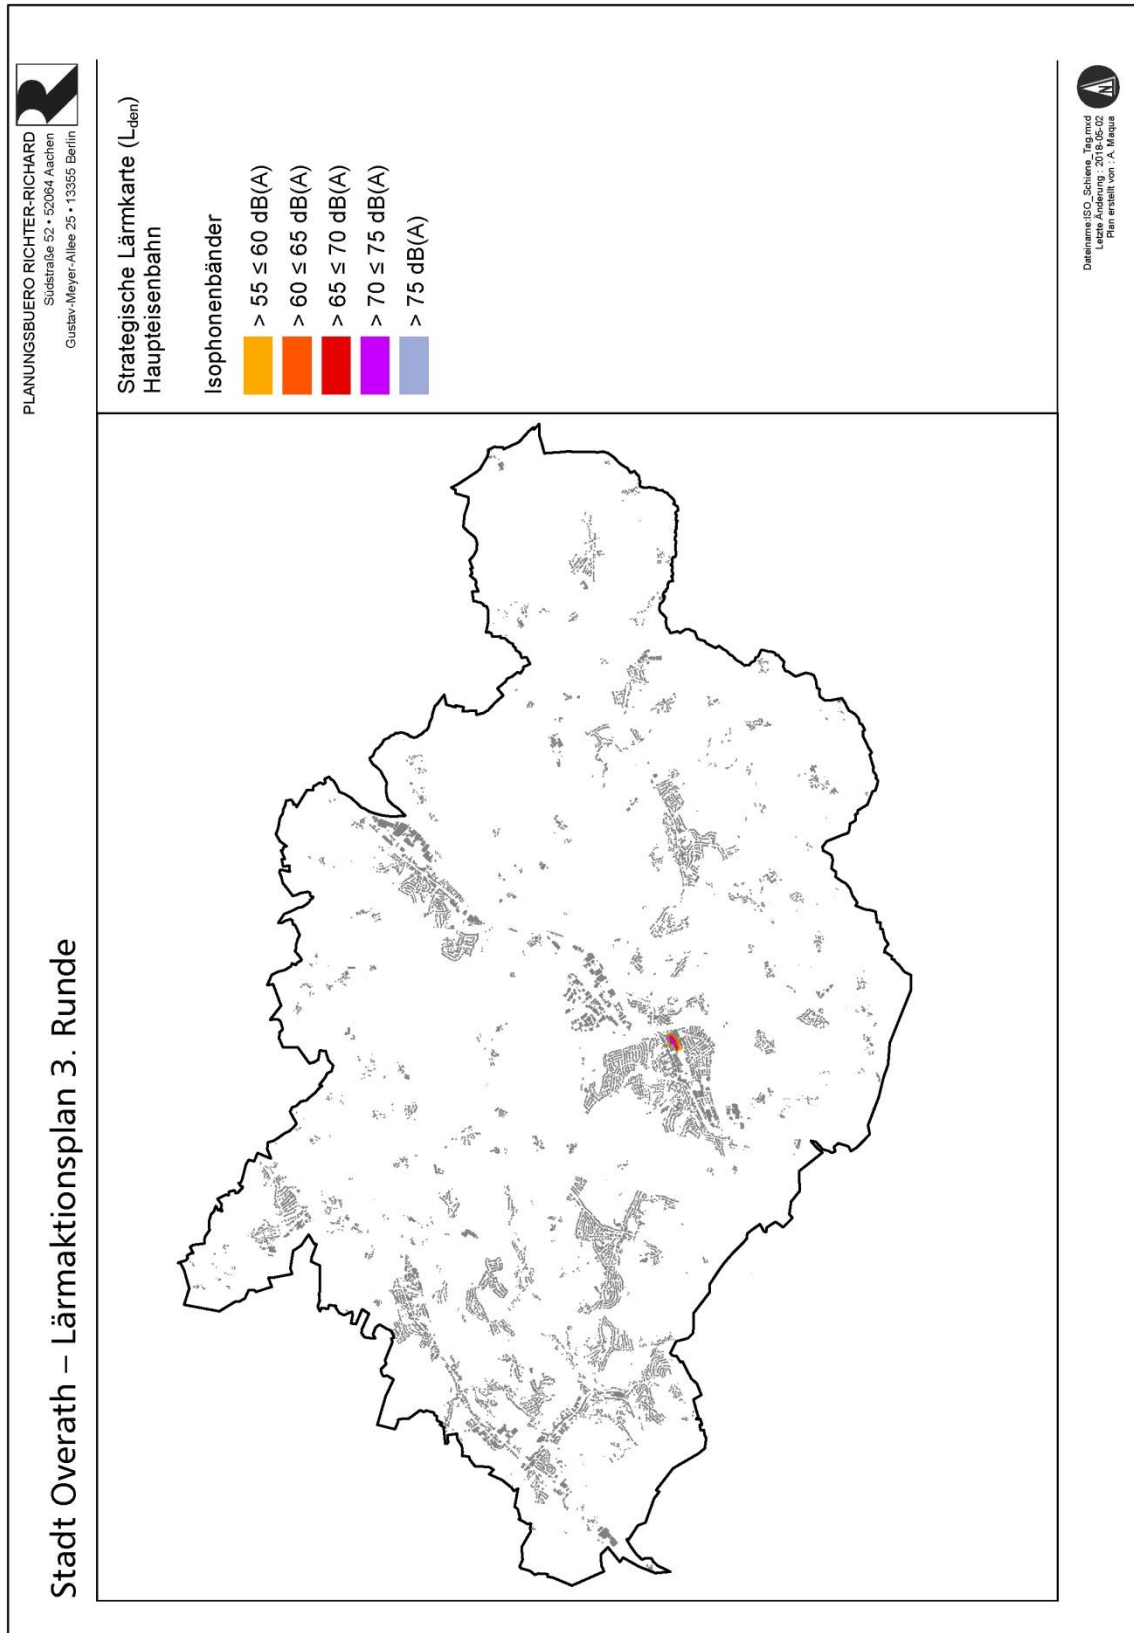 Stadt Overath – Lärmaktionsplan 3. Runde
PLANUNGSBUERO RICHTER-RICHARD
Südstraße 52 • 52064 Aachen
Gustav-Meyer-Allee 25 • 13355 Berlin
Strategische Lärmkarte (Lden)
Haupteisenbahn
Isophonenbänder
> 55 ≤ 60 dB(A)
> 60 ≤ 65 dB(A)
> 65 ≤ 70 dB(A)
> 70 ≤ 75 dB(A)
> 75 dB(A)
N
Dateiname:ISO_Schiene_Tag.mxd
Letzte Änderung : 2018-05-02
Plan erstellt von : A. Maqua